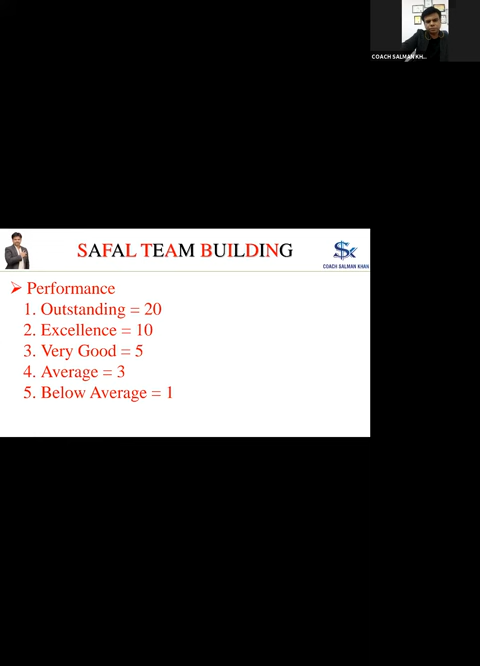 COACH SALMAN KH...
SAFAL TEAM BUILDING
SK
COACH SALMAN KHAN
➢ Performance
1. Outstanding = 20
2. Excellence = 10
3. Very Good = 5
4. Average = 3
5. Below Average = 1